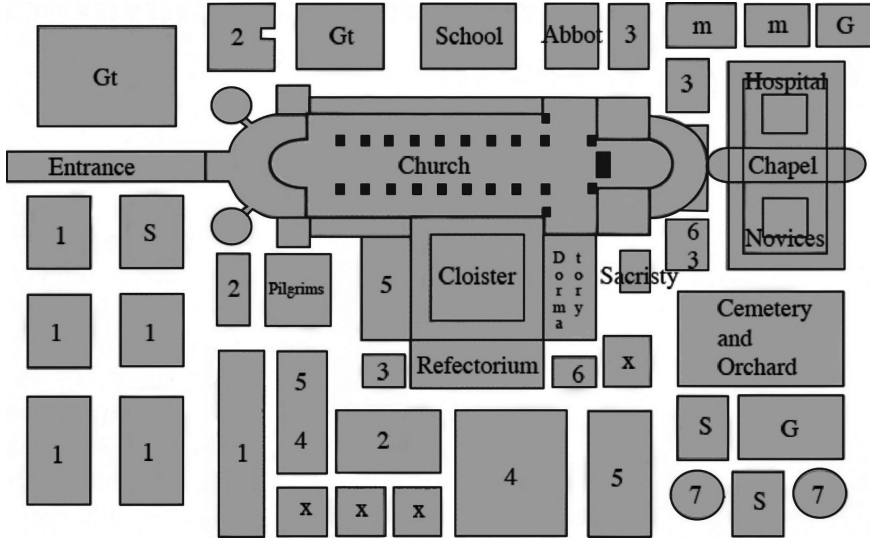 2
Gt
School
Abbot
3
m
m
G
Gt
3
Hospital
Entrance
Church
Chapel
1
S
6
3
Novices
2
Pilgrims
5
Cloister
Dorma
tory
Sacristy
1
1
Cemetery
and
Orchard
3
Refectorium
6
x
5
4
1
2
4
5
S
G
1
1
x
x
x
7
S
7